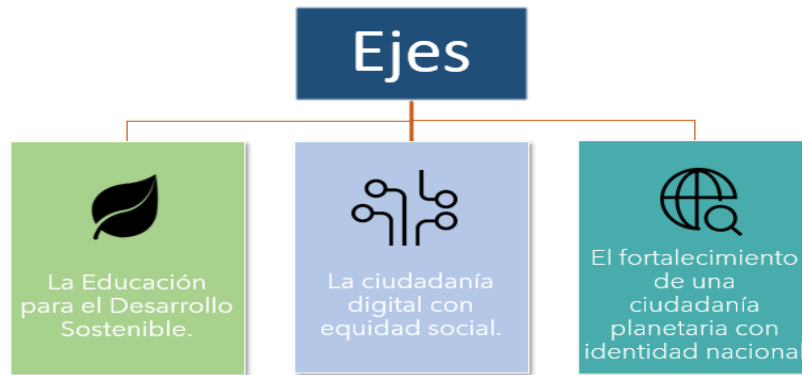 Ejes
La Educación
para el Desarrollo
Sostenible.
La ciudadanía
digital con
equidad social.
El fortalecimiento
de una
ciudadanía
planetaria con
identidad nacional